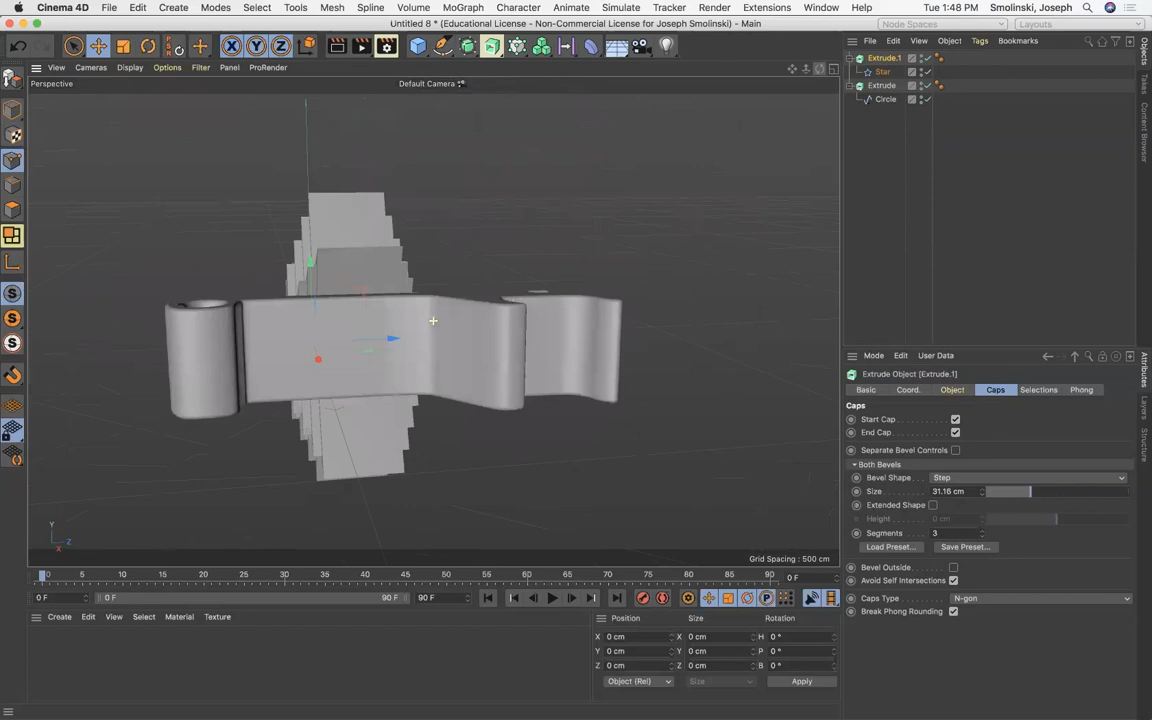 Cinema 4D File Edit Create Modes Select Tools Mesh Spline Volume MoGraph Character Animate Simulate Tracker Render Extensions Window Help Tue 1:48 PM Smolinski, Joseph
Untitled 8 * (Educational License - Non-Commercial License for Joseph Smolinski) - Main
Node Spaces Layouts
View Cameras Display Options Filter Panel ProRender
File Edit View Object Tags Bookmarks
Perspective
Default Camera
Extrude.1
Star
Extrude
Circle
Objects
Takes
Content Browser
Mode Edit User Data
Extrude Object [Extrude.1]
Basic Coord. Object Caps Selections Phong
Caps
Start Cap
End Cap
Separate Bevel Controls
Both Bevels
Bevel Shape Step
Size 31.16 cm
Extended Shape
Height 0 cm
Segments 3
Load Preset... Save Preset...
Bevel Outside
Avoid Self Intersections
Caps Type N-gon
Break Phong Rounding
Attributes
Layers
Structure
Y
X Z
Grid Spacing : 500 cm
0 5 10 15 20 25 30 35 40 45 50 55 60 65 70 75 80 85 90 0 F
0 F 0 F 90 F 90 F
Create Edit View Select Material Texture
Position Size Rotation
X 0 cm X 0 cm H 0 °
Y 0 cm Y 0 cm P 0 °
Z 0 cm Z 0 cm B 0 °
Object (Rel) Size Apply